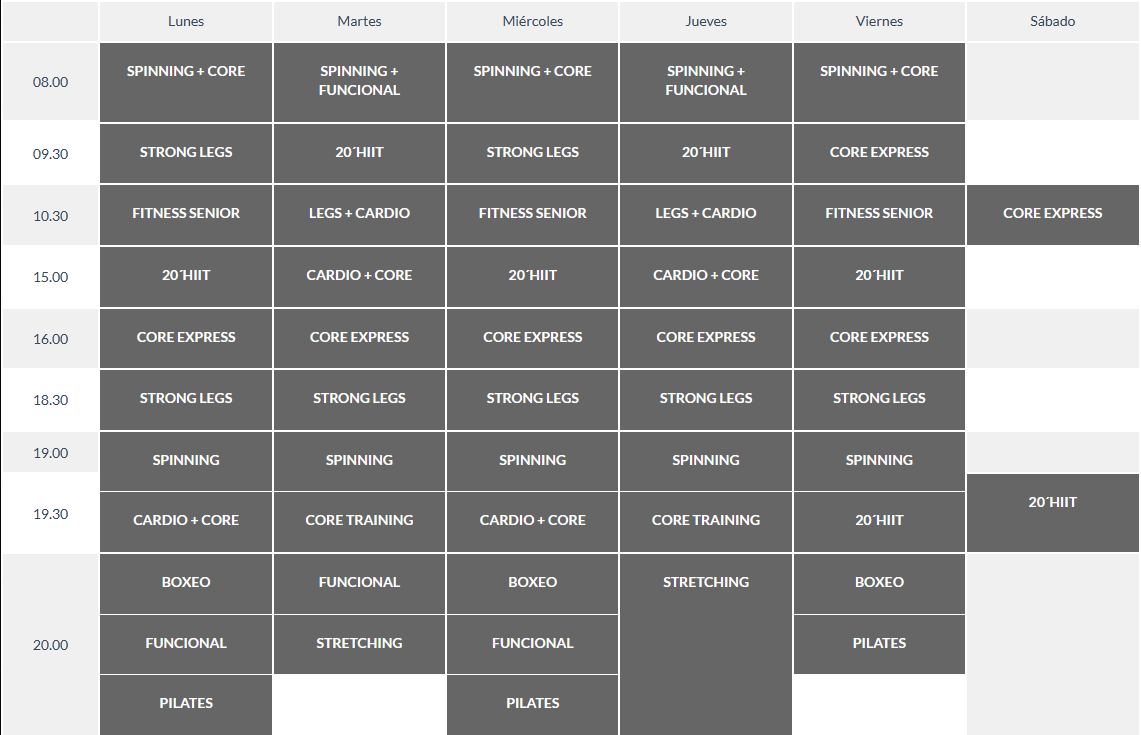 Lunes Martes Miércoles Jueves Viernes Sábado
08.00 SPINNING + CORE SPINNING + SPINNING + CORE SPINNING + SPINNING + CORE
FUNCIONAL FUNCIONAL
09.30 STRONG LEGS 20´HIIT STRONG LEGS 20´HIIT CORE EXPRESS
10.30 FITNESS SENIOR LEGS + CARDIO FITNESS SENIOR LEGS + CARDIO FITNESS SENIOR CORE EXPRESS
15.00 20´HIIT CARDIO + CORE 20´HIIT CARDIO + CORE 20´HIIT
16.00 CORE EXPRESS CORE EXPRESS CORE EXPRESS CORE EXPRESS CORE EXPRESS
18.30 STRONG LEGS STRONG LEGS STRONG LEGS STRONG LEGS STRONG LEGS
19.00 SPINNING SPINNING SPINNING SPINNING SPINNING
19.30 CARDIO + CORE CORE TRAINING CARDIO + CORE CORE TRAINING 20´HIIT 20´HIIT
BOXEO FUNCIONAL BOXEO STRETCHING BOXEO
20.00 FUNCIONAL STRETCHING FUNCIONAL PILATES
PILATES PILATES